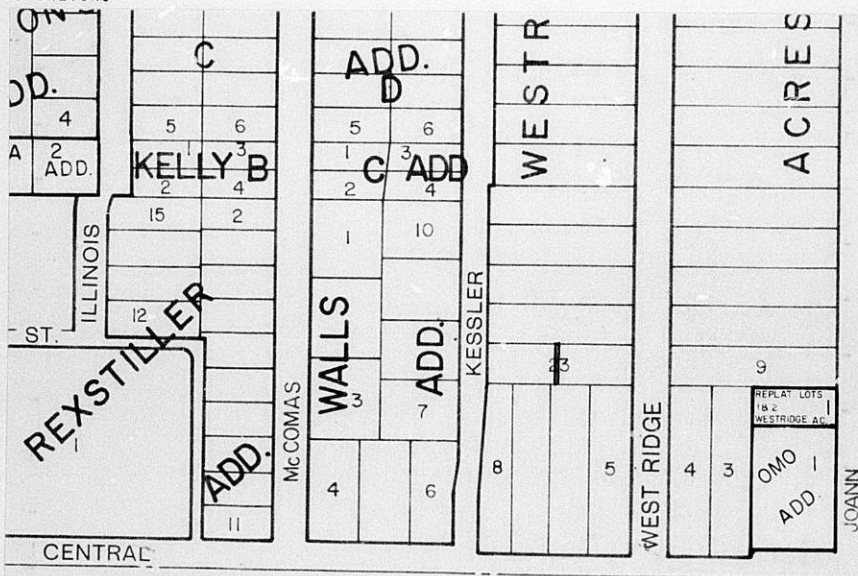 ON
DD.
4
A
2
ADD.
C
5
6
1
3
KELLY B
2
4
15
2
12
ILLINOIS
ST.
REXSTILLER
1
ADD.
11
CENTRAL
McCOMAS
ADD.
D
5
6
1
3
C ADD
2
4
1
10
WALLS
ADD.
3
7
4
6
KESSLER
WESTR
23
8
5
WEST RIDGE
ACRES
9
REPLAT LOTS
1 & 2
WESTRIDGE AC.
1
4
3
OMO
1
ADD
JOANN